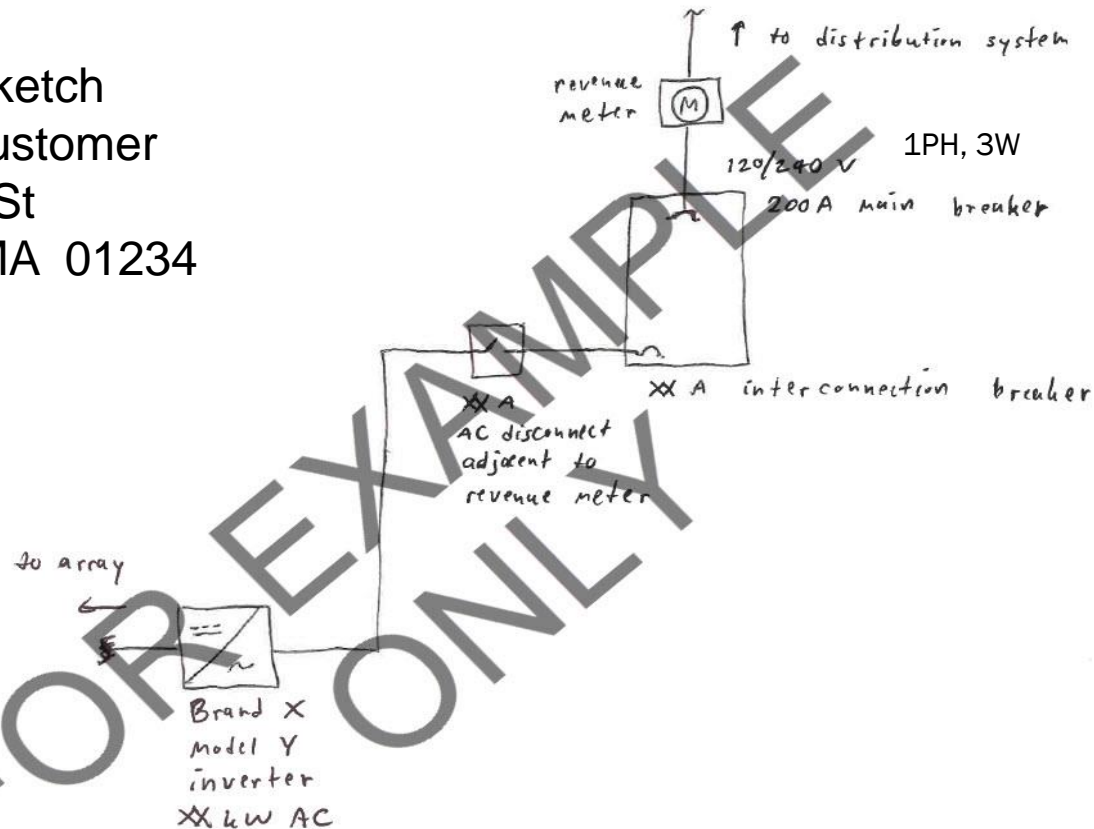 ketch
ustomer
St
MA 01234
↑ to distribution system
revenue
meter
M
120/240 V
1PH, 3W
200A main breaker
XX A interconnection breaker
XX A
AC disconnect
adjacent to
revenue meter
to array
Brand X
Model Y
inverter
XX kW AC
FOR EXAMPLE
ONLY